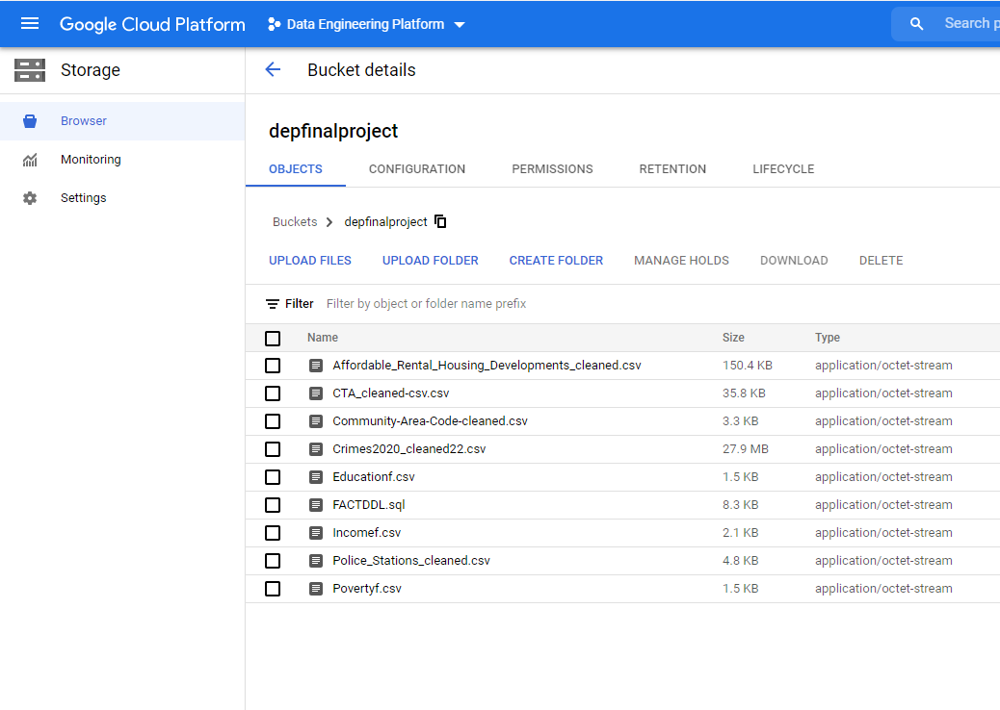 Google Cloud Platform Data Engineering Platform Search p
Storage Bucket details
Browser
Monitoring
Settings
depfinalproject
OBJECTS CONFIGURATION PERMISSIONS RETENTION LIFECYCLE
Buckets depfinalproject
UPLOAD FILES UPLOAD FOLDER CREATE FOLDER MANAGE HOLDS DOWNLOAD DELETE
Filter Filter by object or folder name prefix
Name Size Type
Affordable_Rental_Housing_Developments_cleaned.csv 150.4 KB application/octet-stream
CTA_cleaned-csv.csv 35.8 KB application/octet-stream
Community-Area-Code-cleaned.csv 3.3 KB application/octet-stream
Crimes2020_cleaned22.csv 27.9 MB application/octet-stream
Educationf.csv 1.5 KB application/octet-stream
FACTDDL.sql 8.3 KB application/octet-stream
Incomef.csv 2.1 KB application/octet-stream
Police_Stations_cleaned.csv 4.8 KB application/octet-stream
Povertyf.csv 1.5 KB application/octet-stream